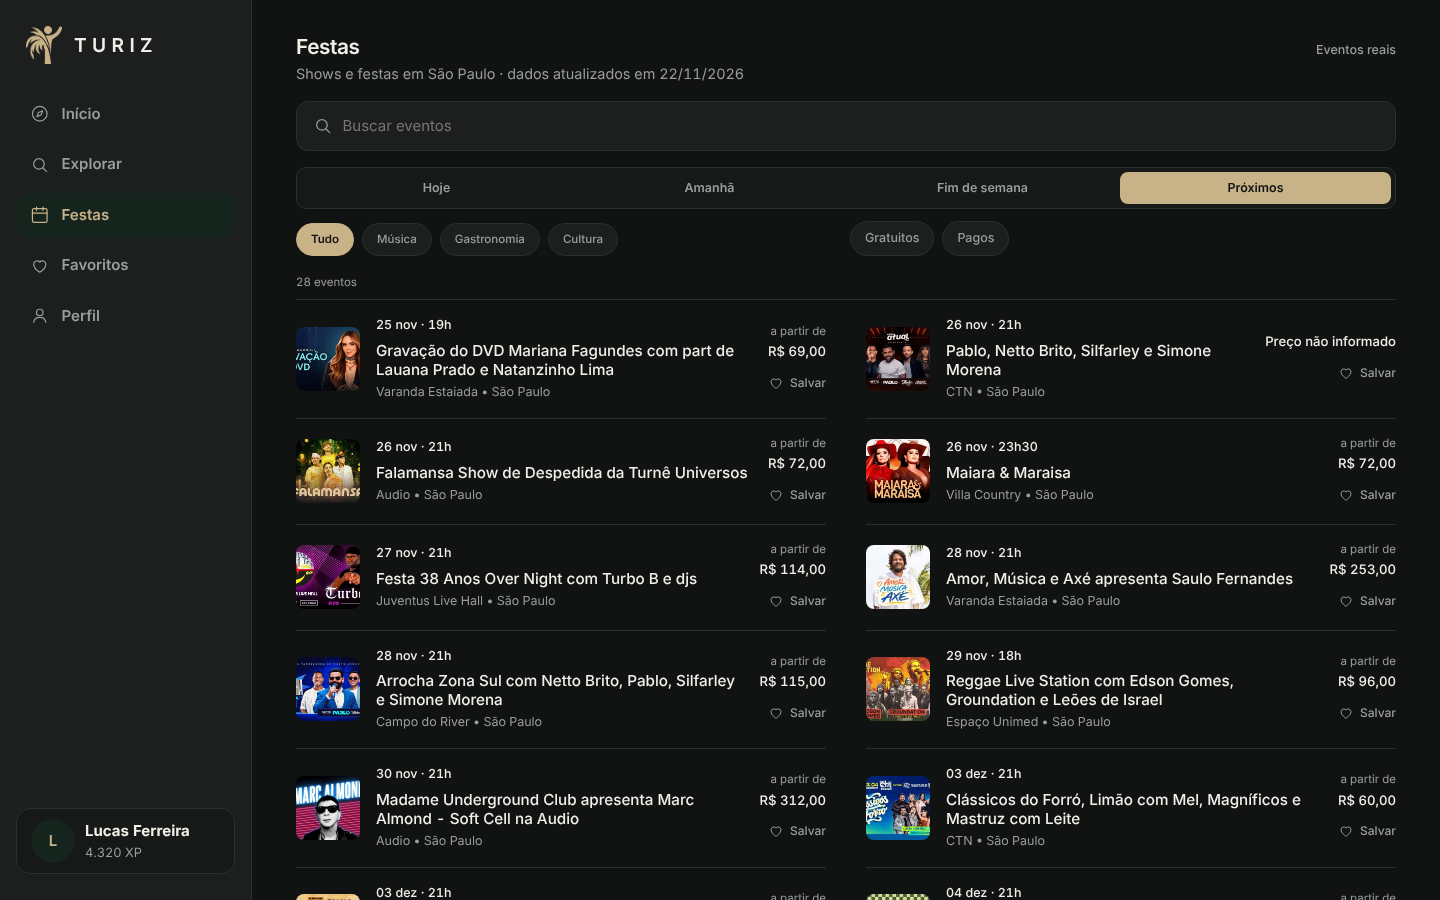 TURIZ
Início
Explorar
Festas
Favoritos
Perfil
Lucas Ferreira
L
4.320 XP
Festas
Eventos reais
Shows e festas em São Paulo · dados atualizados em 22/11/2026
Buscar eventos
Hoje
Amanhã
Fim de semana
Próximos
Tudo
Música
Gastronomia
Cultura
Gratuitos
Pagos
28 eventos
25 nov · 19h
Gravação do DVD Mariana Fagundes com part de
Lauana Prado e Natanzinho Lima
Varanda Estaiada • São Paulo
a partir de
R$ 69,00
Salvar
26 nov · 21h
Pablo, Netto Brito, Silfarley e Simone
Morena
CTN • São Paulo
Preço não informado
Salvar
26 nov · 21h
Falamansa Show de Despedida da Turnê Universos
Audio • São Paulo
a partir de
R$ 72,00
Salvar
FALAMANSA
26 nov · 23h30
Maiara & Maraisa
Villa Country • São Paulo
a partir de
R$ 72,00
Salvar
MAIARA &
MARAISA
27 nov · 21h
Festa 38 Anos Over Night com Turbo B e djs
Juventus Live Hall • São Paulo
a partir de
R$ 114,00
Salvar
28 nov · 21h
Amor, Música e Axé apresenta Saulo Fernandes
Varanda Estaiada • São Paulo
a partir de
R$ 253,00
Salvar
AMOR
MÚSICA
AXÉ
28 nov · 21h
Arrocha Zona Sul com Netto Brito, Pablo, Silfarley
e Simone Morena
Campo do River • São Paulo
a partir de
R$ 115,00
Salvar
29 nov · 18h
Reggae Live Station com Edson Gomes,
Groundation e Leões de Israel
Espaço Unimed • São Paulo
a partir de
R$ 96,00
Salvar
30 nov · 21h
Madame Underground Club apresenta Marc
Almond - Soft Cell na Audio
Audio • São Paulo
a partir de
R$ 312,00
Salvar
MARC ALMOND
03 dez · 21h
Clássicos do Forró, Limão com Mel, Magníficos e
Mastruz com Leite
CTN • São Paulo
a partir de
R$ 60,00
Salvar
03 dez · 21h
a partir de
04 dez · 21h
a partir de